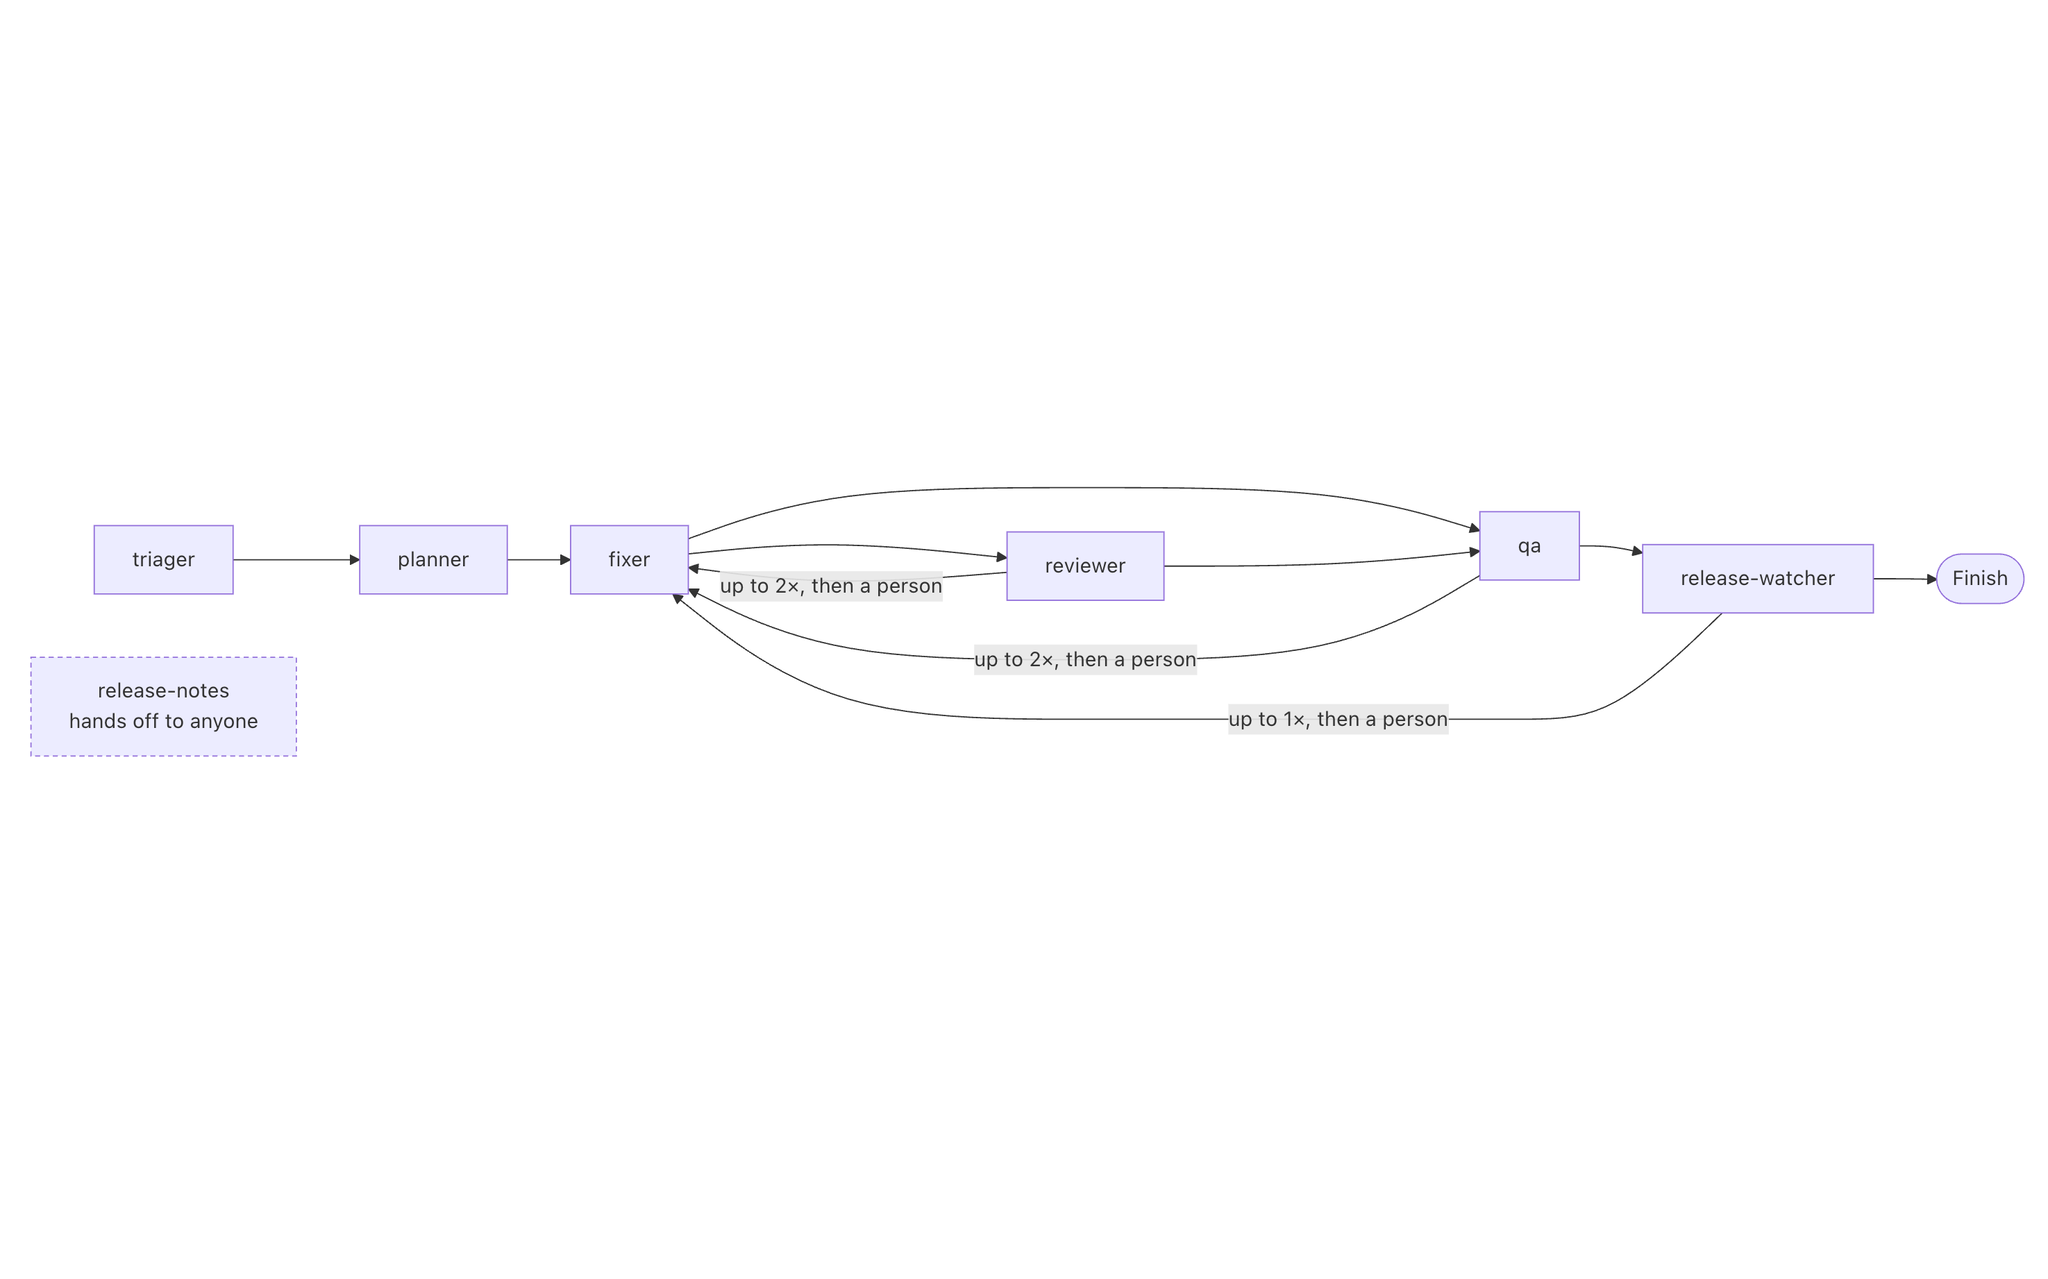 triager
planner
fixer
reviewer
qa
release-watcher
Finish
up to 2×, then a person
up to 2×, then a person
up to 1×, then a person
release-notes
hands off to anyone